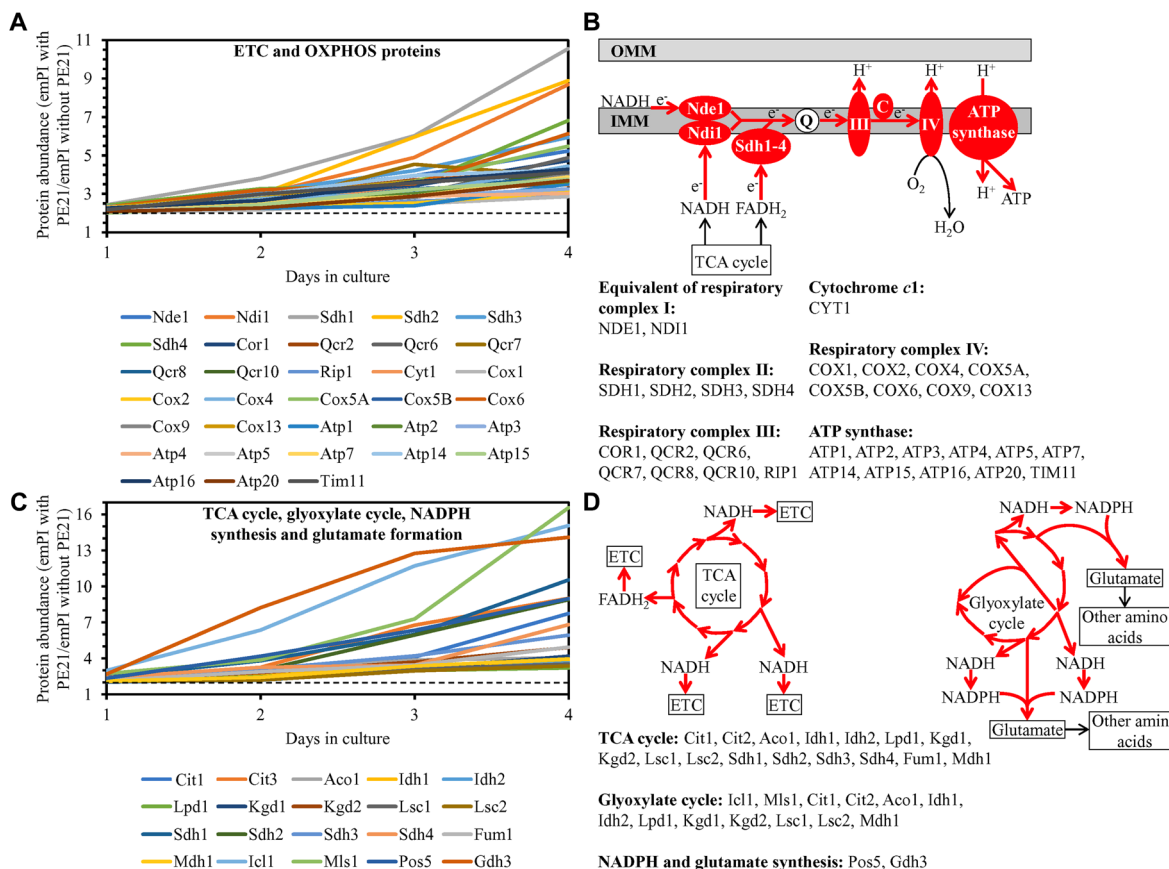 A
ETC and OXPHOS proteins
Protein abundance (emPI with
PE21/emPI without PE21)
11
9
7
5
3
1
1
2
3
4
Days in culture
Nde1
Ndi1
Sdh1
Sdh2
Sdh3
Sdh4
Cor1
Qcr2
Qcr6
Qcr7
Qcr8
Qcr10
Rip1
Cyt1
Cox1
Cox2
Cox4
Cox5A
Cox5B
Cox6
Cox9
Cox13
Atp1
Atp2
Atp3
Atp4
Atp5
Atp7
Atp14
Atp15
Atp16
Atp20
Tim11
B
OMM
H+
H+
H+
NADH
e-
Nde1
e-
e-
C
e-
IMM
Ndi1
Q
III
IV
ATP
synthase
Sdh1-4
e-
e-
O2
H+
ATP
NADH
FADH2
H2O
TCA cycle
Equivalent of respiratory
complex I:
NDE1, NDI1
Respiratory complex II:
SDH1, SDH2, SDH3, SDH4
Respiratory complex III:
COR1, QCR2, QCR6,
QCR7, QCR8, QCR10, RIP1
Cytochrome c1:
CYT1
Respiratory complex IV:
COX1, COX2, COX4, COX5A,
COX5B, COX6, COX9, COX13
ATP synthase:
ATP1, ATP2, ATP3, ATP4, ATP5, ATP7,
ATP14, ATP15, ATP16, ATP20, TIM11
C
TCA cycle, glyoxylate cycle, NADPH
synthesis and glutamate formation
Protein abundance (emPI with
PE21/emPI without PE21)
16
13
10
7
4
1
1
2
3
4
Days in culture
Cit1
Cit3
Aco1
Idh1
Idh2
Lpd1
Kgd1
Kgd2
Lsc1
Lsc2
Sdh1
Sdh2
Sdh3
Sdh4
Fum1
Mdh1
Icl1
Mls1
Pos5
Gdh3
D
NADH
ETC
ETC
TCA
cycle
FADH2
NADH
NADH
ETC
ETC
NADH
NADPH
Glutamate
Glyoxylate
cycle
Other amino
acids
NADH
NADH
NADPH
NADPH
Glutamate
Other amino
acids
TCA cycle: Cit1, Cit2, Aco1, Idh1, Idh2, Lpd1, Kgd1,
Kgd2, Lsc1, Lsc2, Sdh1, Sdh2, Sdh3, Sdh4, Fum1, Mdh1
Glyoxylate cycle: Icl1, Mls1, Cit1, Cit2, Aco1, Idh1,
Idh2, Lpd1, Kgd1, Kgd2, Lsc1, Lsc2, Mdh1
NADPH and glutamate synthesis: Pos5, Gdh3